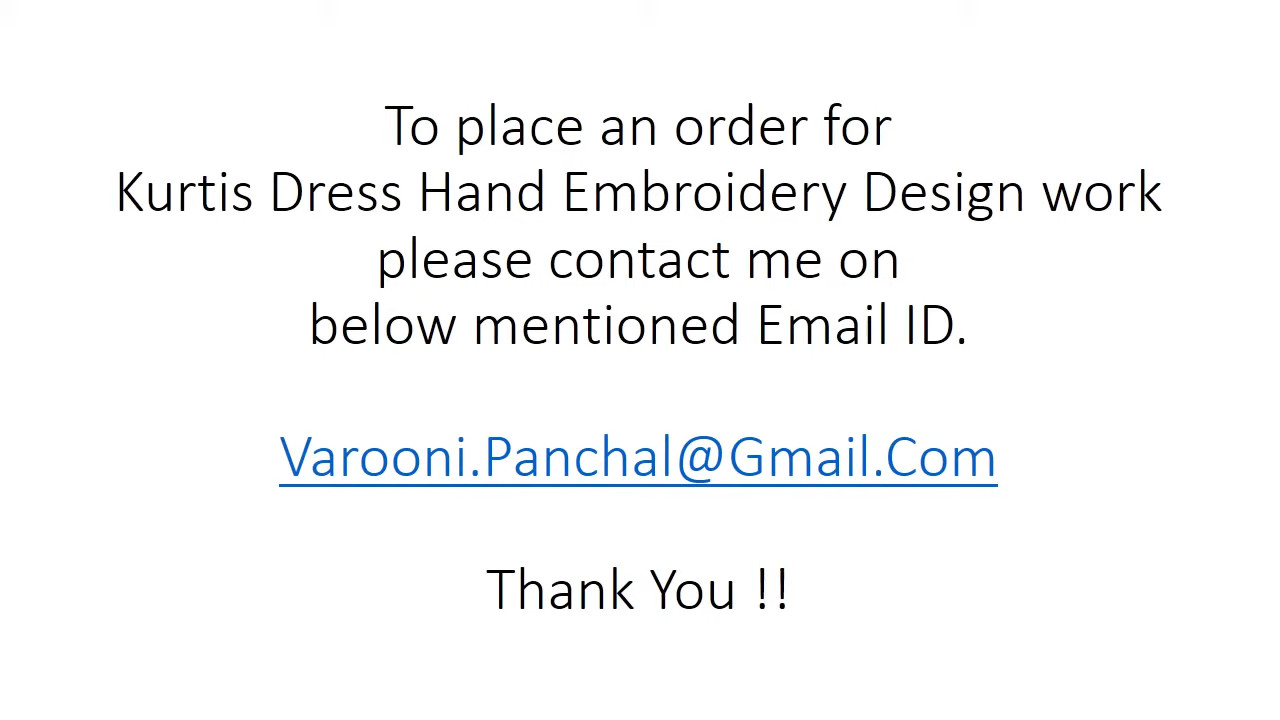 To place an order for
Kurtis Dress Hand Embroidery Design work
please contact me on
below mentioned Email ID.
Varooni.Panchal@Gmail.Com
Thank You !!